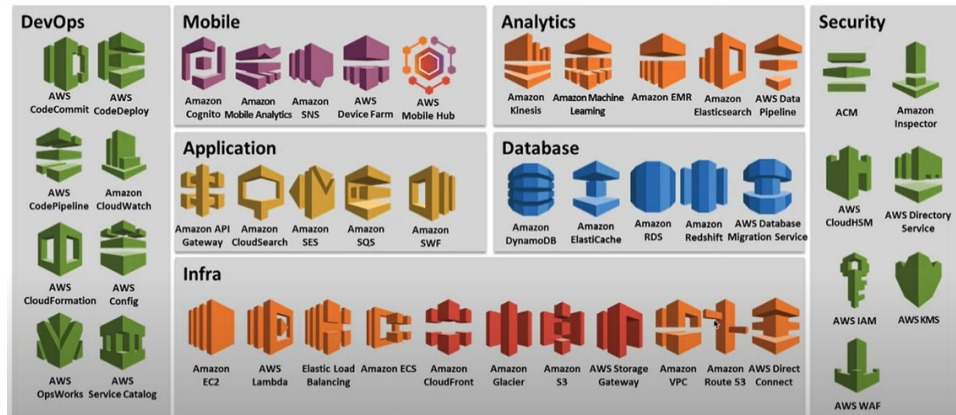 DevOps
AWS
CodeCommit
AWS
CodeDeploy
AWS
CodePipeline
Amazon
CloudWatch
AWS
CloudFormation
AWS
Config
AWS
OpsWorks
AWS
Service Catalog
Mobile
Amazon
Cognito
Amazon
Mobile Analytics
Amazon
SNS
AWS
Device Farm
AWS
Mobile Hub
Analytics
Amazon
Kinesis
Amazon Machine
Learning
Amazon EMR
Amazon
Elasticsearch
AWS Data
Pipeline
Application
Amazon API
Gateway
Amazon
CloudSearch
Amazon
SES
Amazon
SQS
Amazon
SWF
Database
Amazon
DynamoDB
Amazon
ElastiCache
Amazon
RDS
Amazon
Redshift
AWS Database
Migration Service
Infra
Amazon
EC2
AWS
Lambda
Elastic Load
Balancing
Amazon ECS
Amazon
CloudFront
Amazon
Glacier
Amazon
S3
AWS Storage
Gateway
Amazon
VPC
Amazon
Route 53
AWS Direct
Connect
Security
ACM
Amazon
Inspector
AWS
CloudHSM
AWS Directory
Service
AWS IAM
AWS KMS
AWS WAF